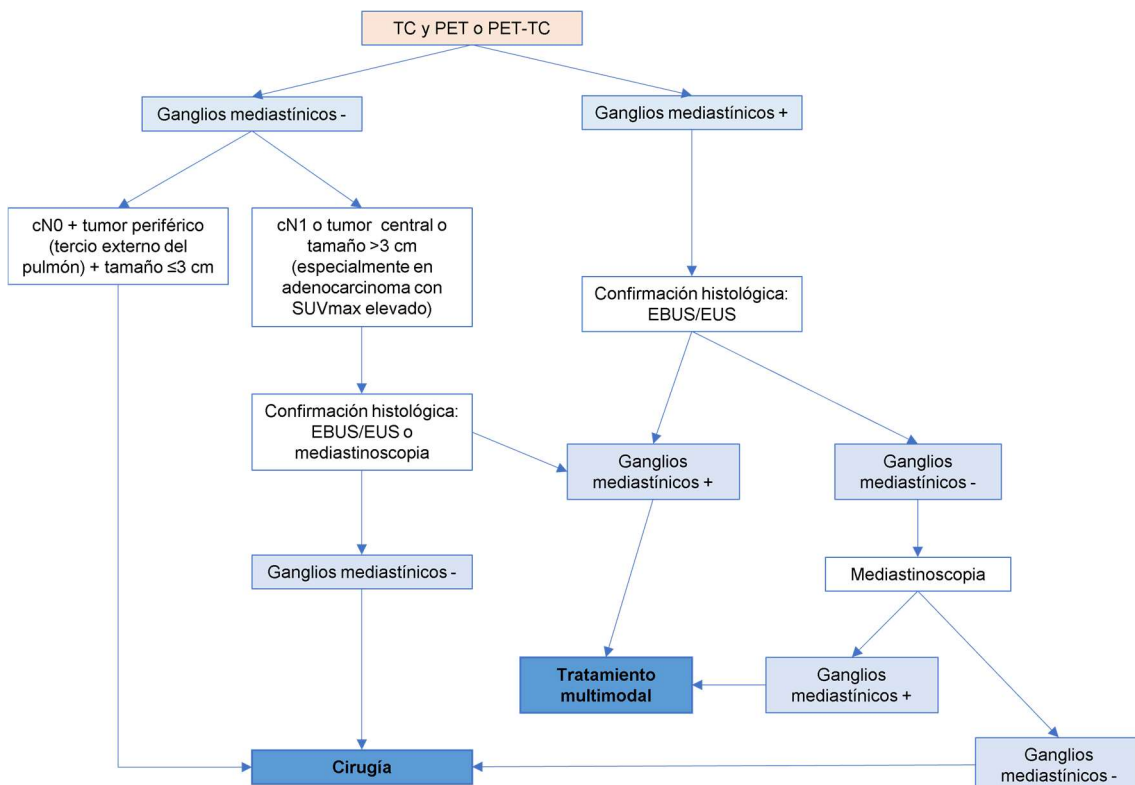 TC y PET o PET-TC
Ganglios mediastínicos -
Ganglios mediastínicos +
cN0 + tumor periférico
(tercio externo del
pulmón) + tamaño ≤3 cm
cN1 o tumor central o
tamaño >3 cm
(especialmente en
adenocarcinoma con
SUVmax elevado)
Confirmación histológica:
EBUS/EUS
Confirmación histológica:
EBUS/EUS o
mediastinoscopia
Ganglios
mediastínicos +
Ganglios
mediastínicos -
Ganglios mediastínicos -
Mediastinoscopia
Tratamiento
multimodal
Ganglios
mediastínicos +
Cirugía
Ganglios
mediastínicos -